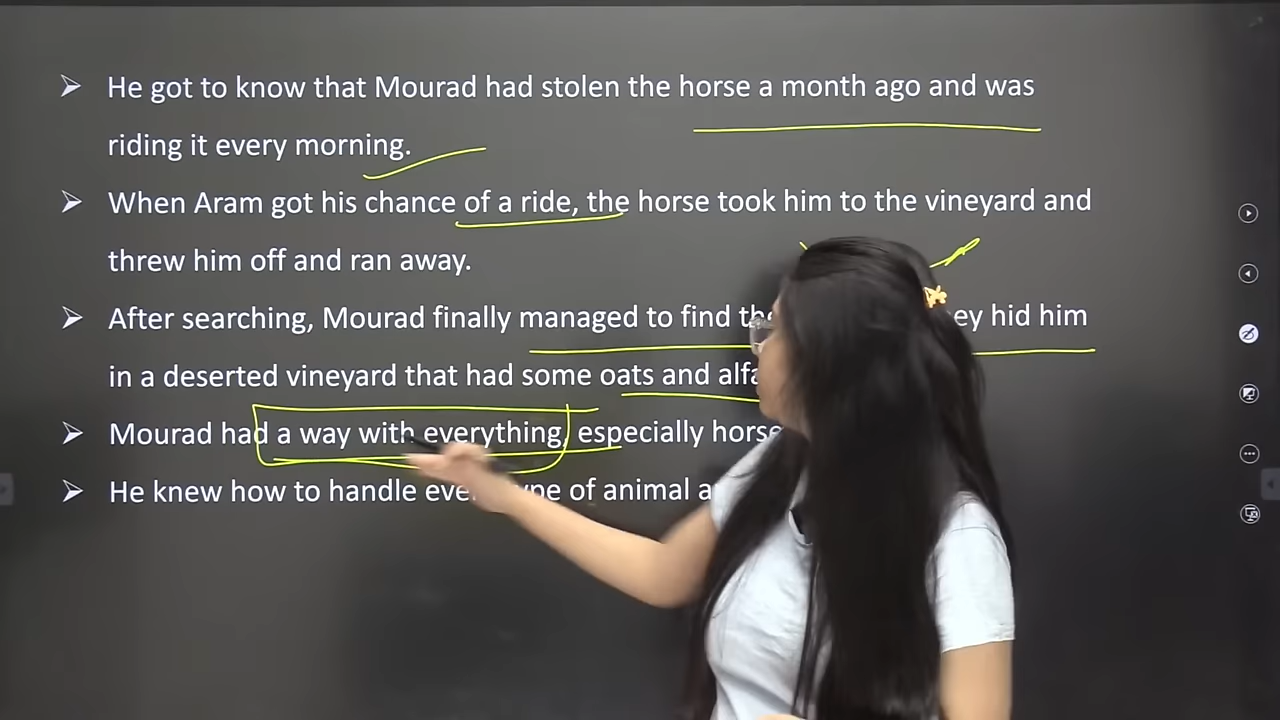 He got to know that Mourad had stolen the horse a month ago and was
riding it every morning.
When Aram got his chance of a ride, the horse took him to the vineyard and
threw him off and ran away.
After searching, Mourad finally managed to find hid him
in a deserted vineyard that had some oats and
Mourad had a way with everything, especially
He knew how to handle of animal